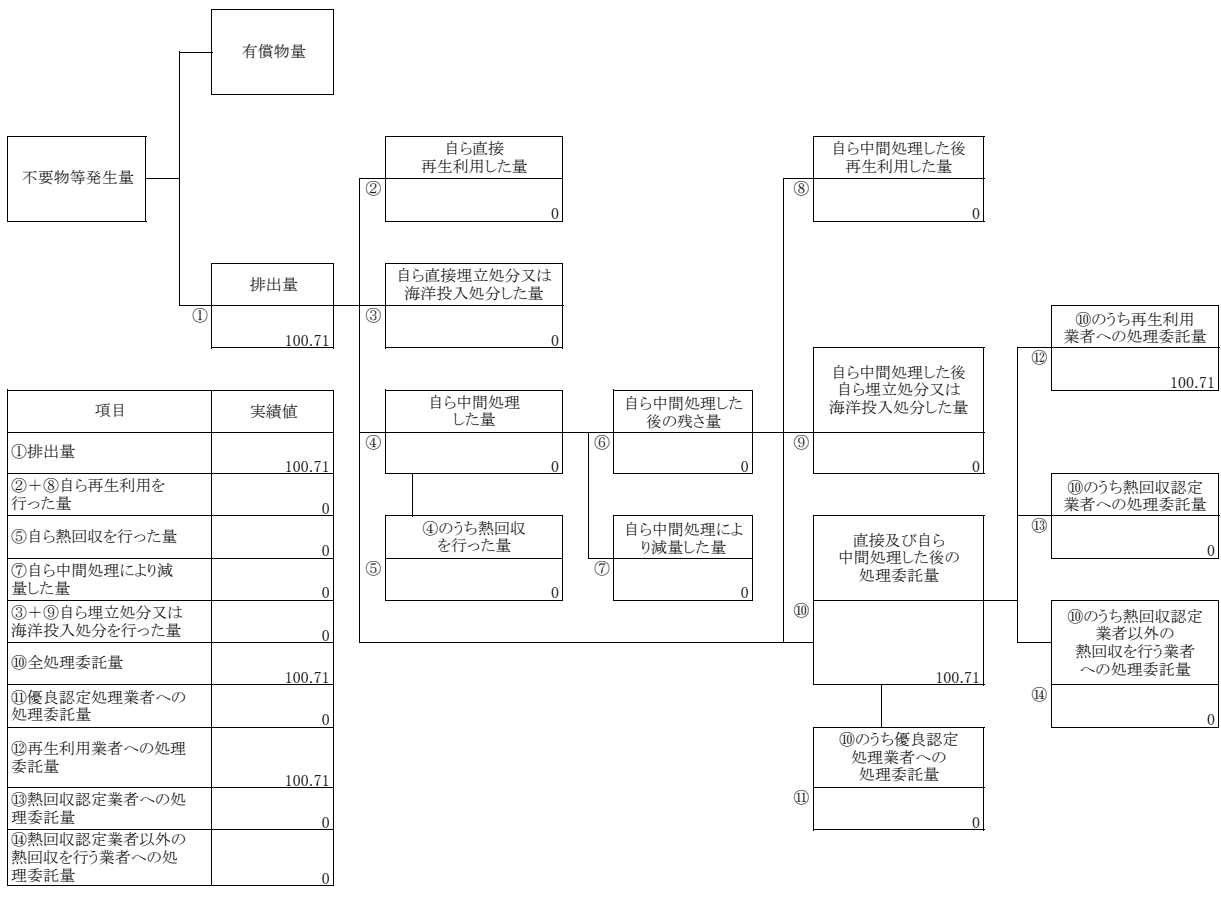 有償物量
不要物等発生量
排出量
①
100.71
自ら直接
再生利用した量
②
0
自ら直接埋立処分又は
海洋投入処分した量
③
0
自ら中間処理
した量
④
0
④のうち熱回収
を行った量
⑤
0
自ら中間処理した
後の残さ量
⑥
0
自ら中間処理によ
り減量した量
⑦
0
自ら中間処理した後
再生利用した量
⑧
0
自ら中間処理した後
自ら埋立処分又は
海洋投入処分した量
⑨
0
直接及び自ら
中間処理した後の
処理委託量
⑩
100.71
⑩のうち優良認定
処理業者への
処理委託量
⑪
0
⑩のうち再生利用
業者への処理委託量
⑫
100.71
⑩のうち熱回収認定
業者への処理委託量
⑬
0
⑩のうち熱回収認定
業者以外の
熱回収を行う業者
への処理委託量
⑭
0
項目 実績値
①排出量
100.71
②+⑧自ら再生利用を
行った量
0
⑤自ら熱回収を行った量
0
⑦自ら中間処理により減
量した量
0
③+⑨自ら埋立処分又は
海洋投入処分を行った量
0
⑩全処理委託量
100.71
⑪優良認定処理業者への
処理委託量
0
⑫再生利用業者への処理
委託量
100.71
⑬熱回収認定業者への処
理委託量
0
⑭熱回収認定業者以外の
熱回収を行う業者への処
理委託量
0